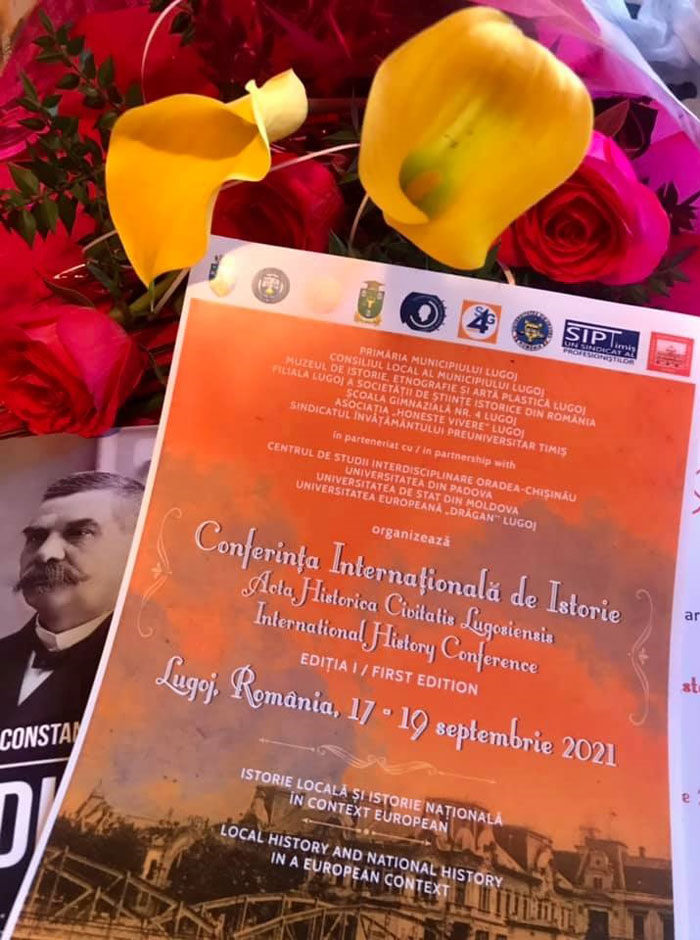 S4G
SIPTimiș
UN SINDICAT AL
PROFESIONIȘTILOR
PRIMĂRIA MUNICIPIULUI LUGOJ
CONSILIUL LOCAL AL MUNICIPIULUI LUGOJ
MUZEUL DE ISTORIE, ETNOGRAFIE ȘI ARTĂ PLASTICĂ LUGOJ
FILIALA LUGOJ A SOCIETĂȚII DE ȘTIINȚE ISTORICE DIN ROMÂNIA
ȘCOALA GIMNAZIALĂ NR. 4 LUGOJ
ASOCIAȚIA „HONESTE VIVERE” LUGOJ
SINDICATUL ÎNVĂȚĂMÂNTULUI PREUNIVERSITAR TIMIȘ
în parteneriat cu / in partnership with
CENTRUL DE STUDII INTERDISCIPLINARE ORADEA-CHIȘINĂU
UNIVERSITATEA DIN PADOVA
UNIVERSITATEA DE STAT DIN MOLDOVA
UNIVERSITATEA EUROPEANĂ „DRĂGAN” LUGOJ
organizează
Conferința Internațională de Istorie
Acta Historica Civitatis Lugosiensis
International History Conference
EDIȚIA I / FIRST EDITION
Lugoj, România, 17 - 19 septembrie 2021
ISTORIE LOCALĂ ȘI ISTORIE NAȚIONALĂ
ÎN CONTEXT EUROPEAN
LOCAL HISTORY AND NATIONAL HISTORY
IN A EUROPEAN CONTEXT
CONSTA
D
ar
st
e